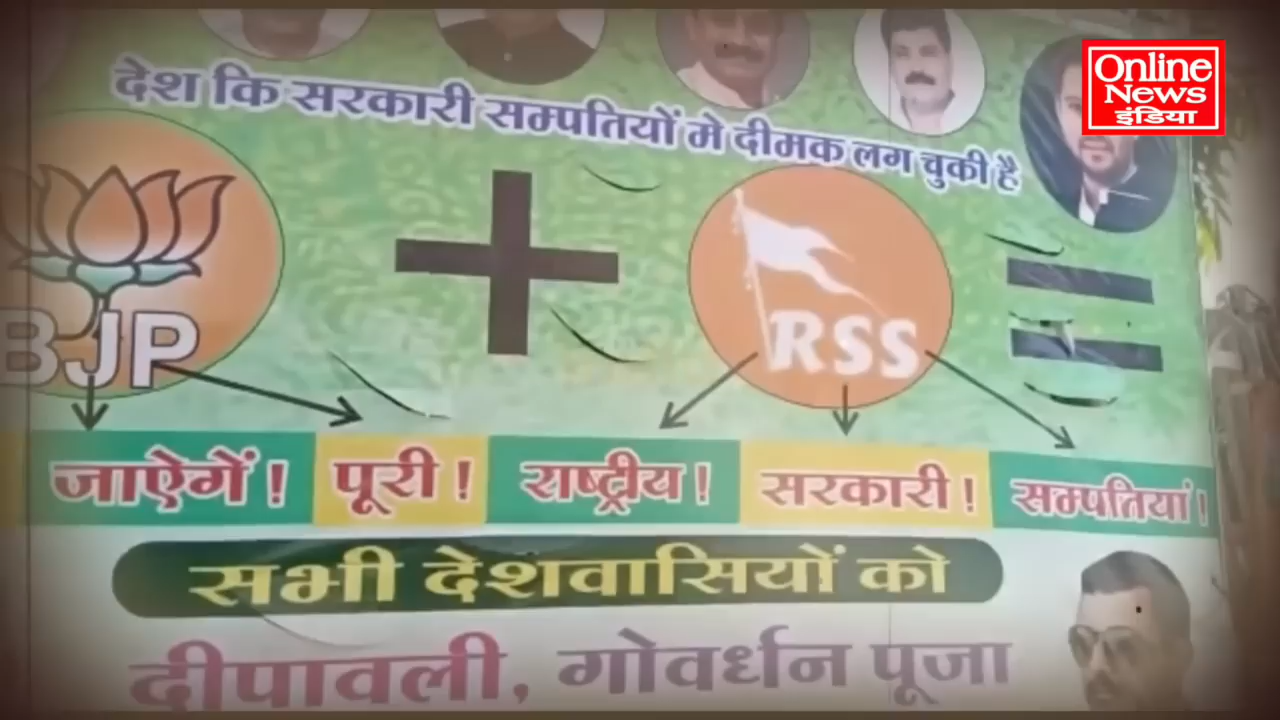 Online
News
इंडिया
देश कि सरकारी सम्पतियों मे दीमक लग चुकी है
BJP
RSS
जाऐगें! पूरी! राष्ट्रीय! सरकारी! सम्पतियां!
सभी देशवासियों को
दीपावली, गोवर्धन पूजा